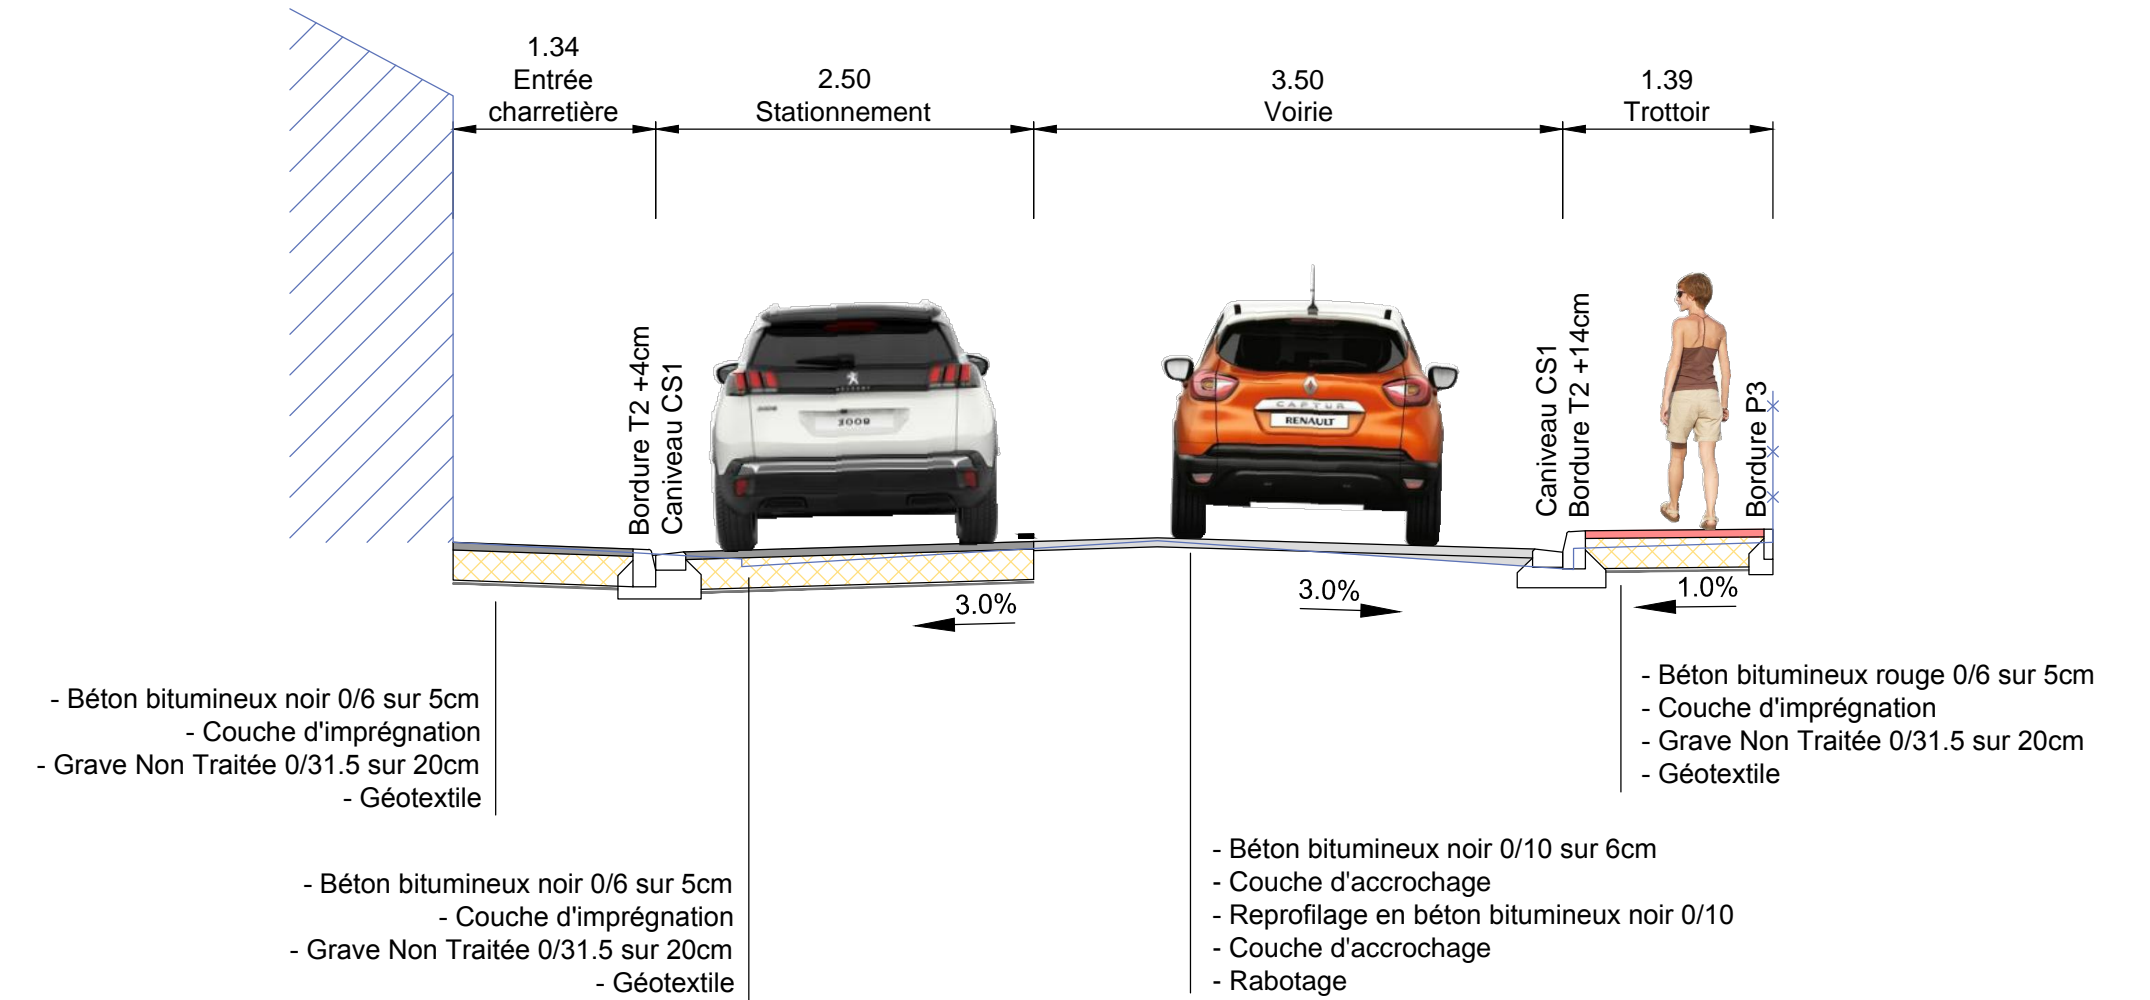 1.34
Entrée
charretière
2.50
Stationnement
3.50
Voirie
1.39
Trottoir
Bordure T2 +4cm
Caniveau CS1
3008
CAPTUR
RENAULT
Caniveau CS1
Bordure T2 +14cm
Bordure P3
3.0%
3.0%
1.0%
- Béton bitumineux noir 0/6 sur 5cm
- Couche d'imprégnation
- Grave Non Traitée 0/31.5 sur 20cm
- Géotextile
- Béton bitumineux noir 0/6 sur 5cm
- Couche d'imprégnation
- Grave Non Traitée 0/31.5 sur 20cm
- Géotextile
- Béton bitumineux noir 0/10 sur 6cm
- Couche d'accrochage
- Reprofilage en béton bitumineux noir 0/10
- Couche d'accrochage
- Rabotage
- Béton bitumineux rouge 0/6 sur 5cm
- Couche d'imprégnation
- Grave Non Traitée 0/31.5 sur 20cm
- Géotextile